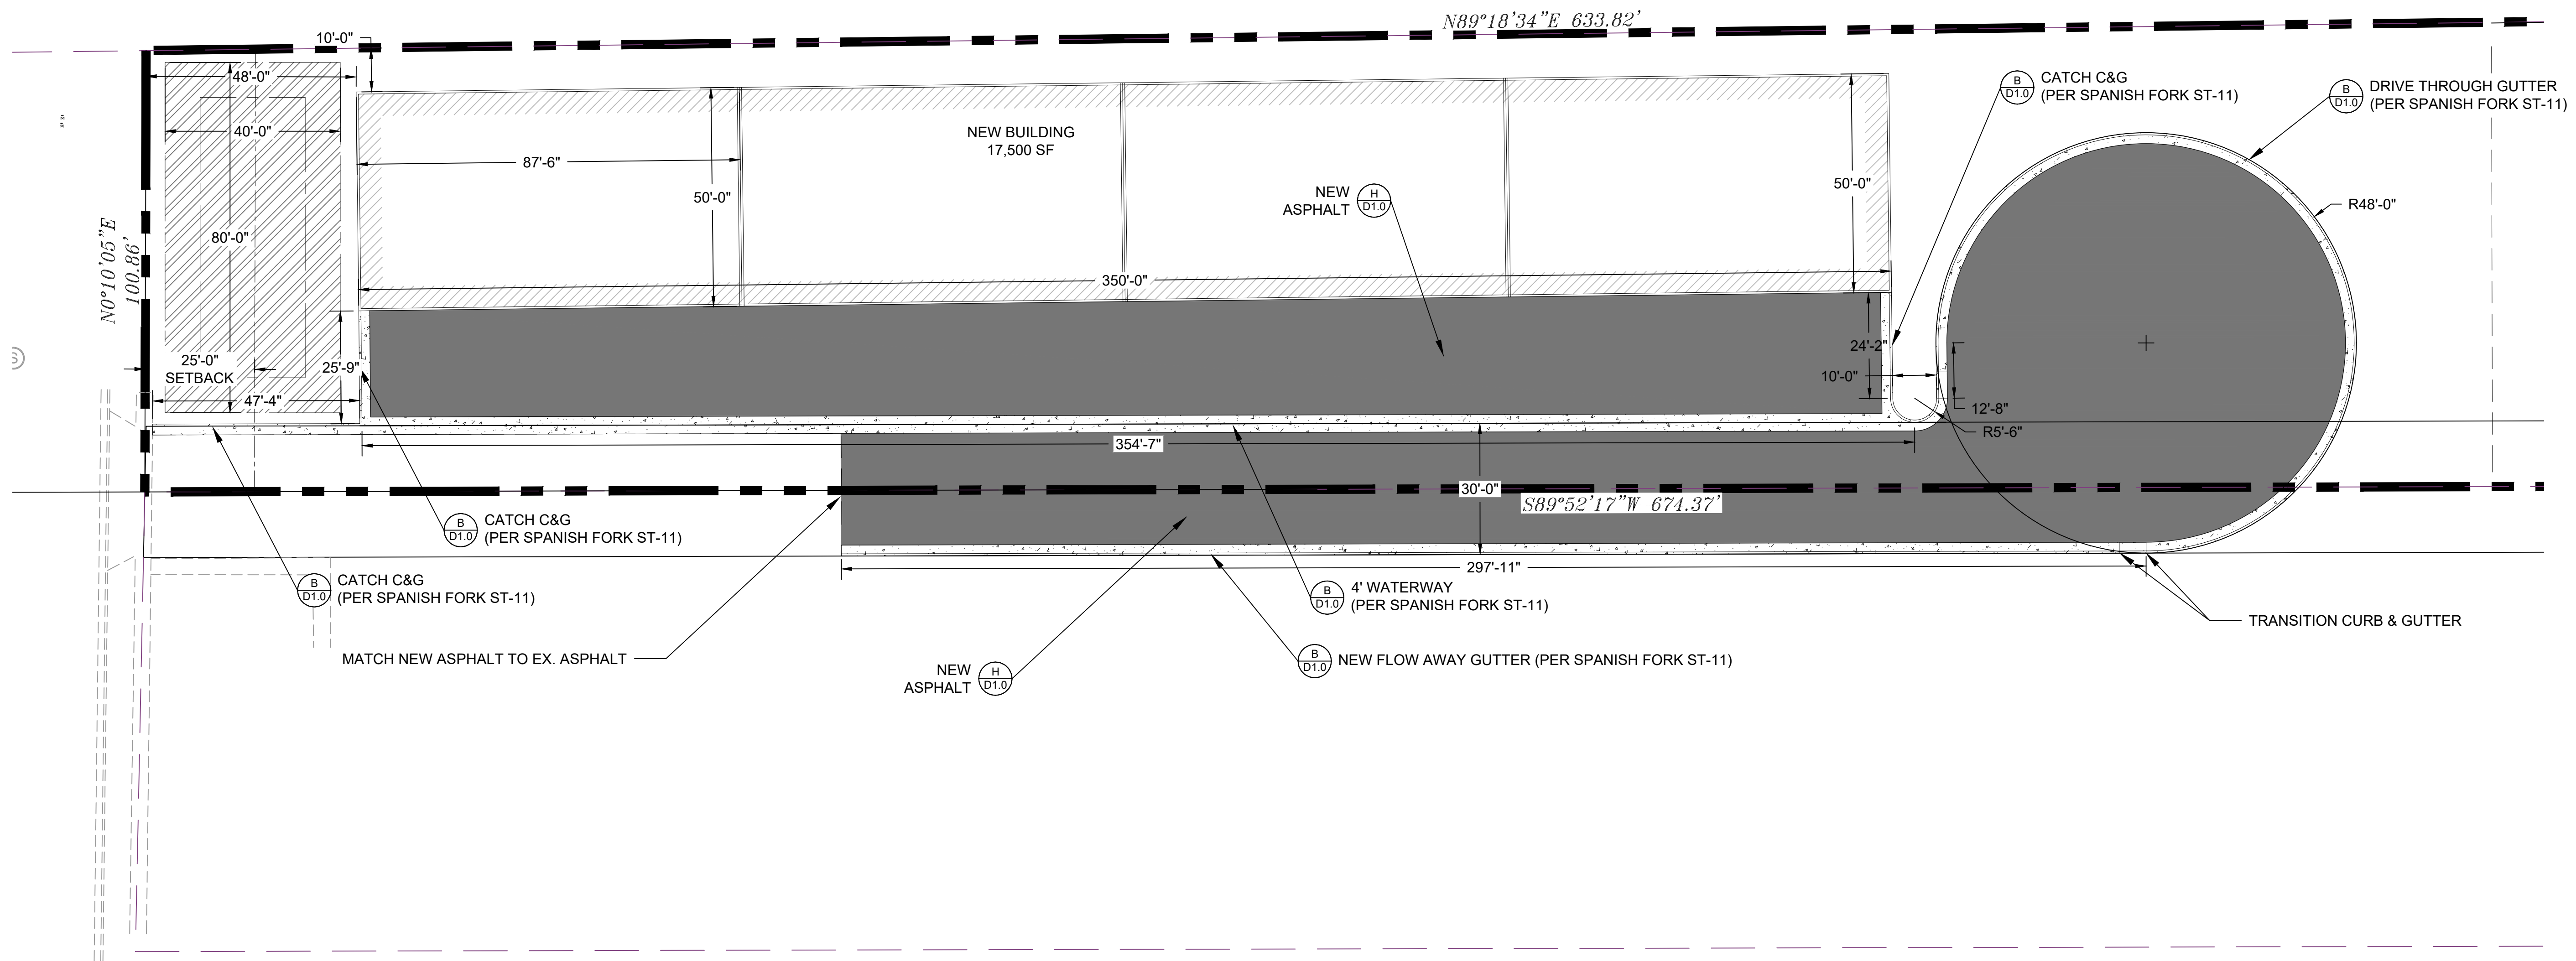 N89°18'34"E 633.82'
10'-0"
48'-0"
CATCH C&G
(PER SPANISH FORK ST-11)
B
D1.0
DRIVE THROUGH GUTTER
(PER SPANISH FORK ST-11)
B
D1.0
40'-0"
NEW BUILDING
17,500 SF
87'-6"
50'-0"
50'-0"
NEW
ASPHALT
H
D1.0
R48'-0"
N0°10'05"E
100.86'
80'-0"
350'-0"
25'-0"
SETBACK
25'-9"
24'-2"
10'-0"
47'-4"
12'-8"
R5'-6"
354'-7"
30'-0"
S89°52'17"W 674.37'
B
D1.0
CATCH C&G
(PER SPANISH FORK ST-11)
297'-11"
B
D1.0
CATCH C&G
(PER SPANISH FORK ST-11)
B
D1.0
4' WATERWAY
(PER SPANISH FORK ST-11)
TRANSITION CURB & GUTTER
MATCH NEW ASPHALT TO EX. ASPHALT
B
D1.0
NEW FLOW AWAY GUTTER (PER SPANISH FORK ST-11)
NEW
ASPHALT
H
D1.0